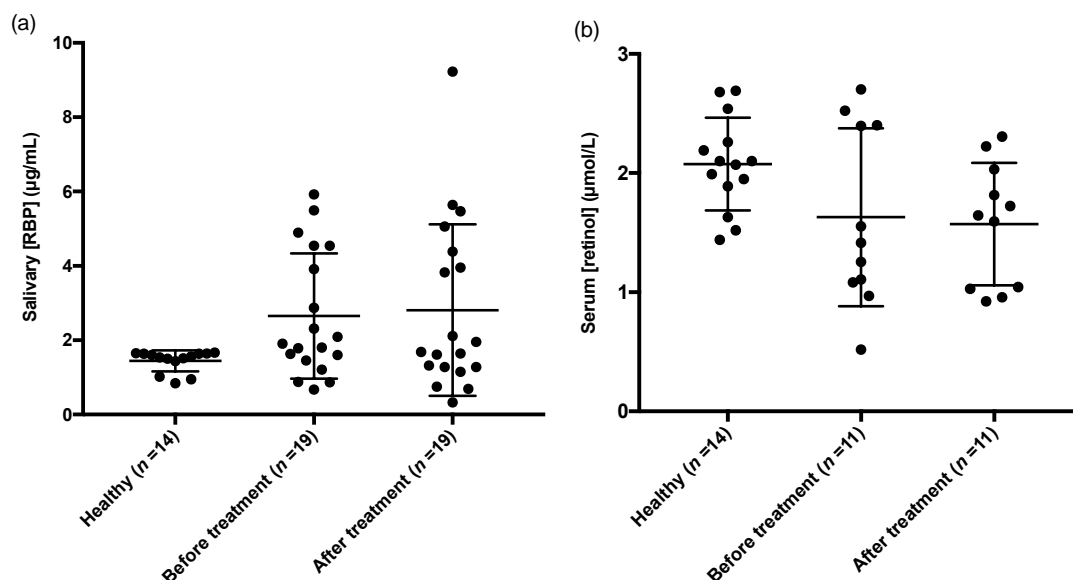 (a)
Salivary [RBP] (µg/mL)
10
8
6
4
2
0
Healthy (n =14)
Before treatment (n =19)
After treatment (n =19)
(b)
Serum [retinol] (µmol/L)
3
2
1
0
Healthy (n =14)
Before treatment (n =11)
After treatment (n =11)